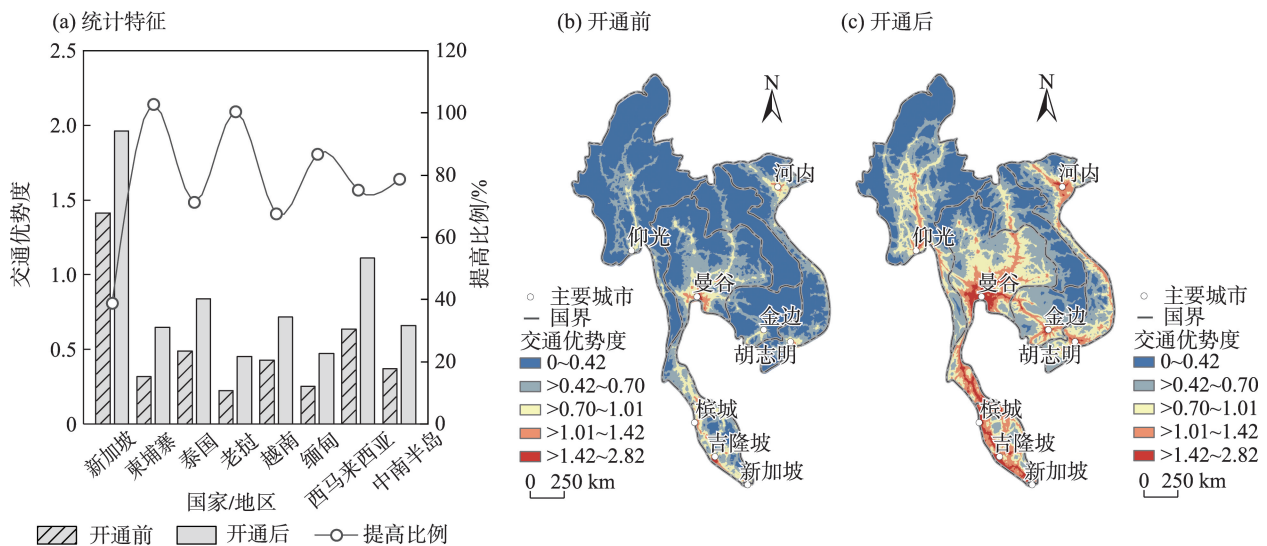 (a) 统计特征
2.5
2.0
1.5
1.0
0.5
0
交通优势度
120
100
80
60
40
20
0
提高比例/%
新加坡
柬埔寨
泰国
老挝
越南
缅甸
西马来西亚
中南半岛
国家/地区
开通前
开通后
提高比例
(b) 开通前
N
河内
仰光
曼谷
金边
胡志明
槟城
吉隆坡
新加坡
主要城市
国界
交通优势度
0~0.42
>0.42~0.70
>0.70~1.01
>1.01~1.42
>1.42~2.82
0 250 km
(c) 开通后
N
河内
仰光
曼谷
金边
胡志明
槟城
吉隆坡
新加坡
主要城市
国界
交通优势度
0~0.42
>0.42~0.70
>0.70~1.01
>1.01~1.42
>1.42~2.82
0 250 km